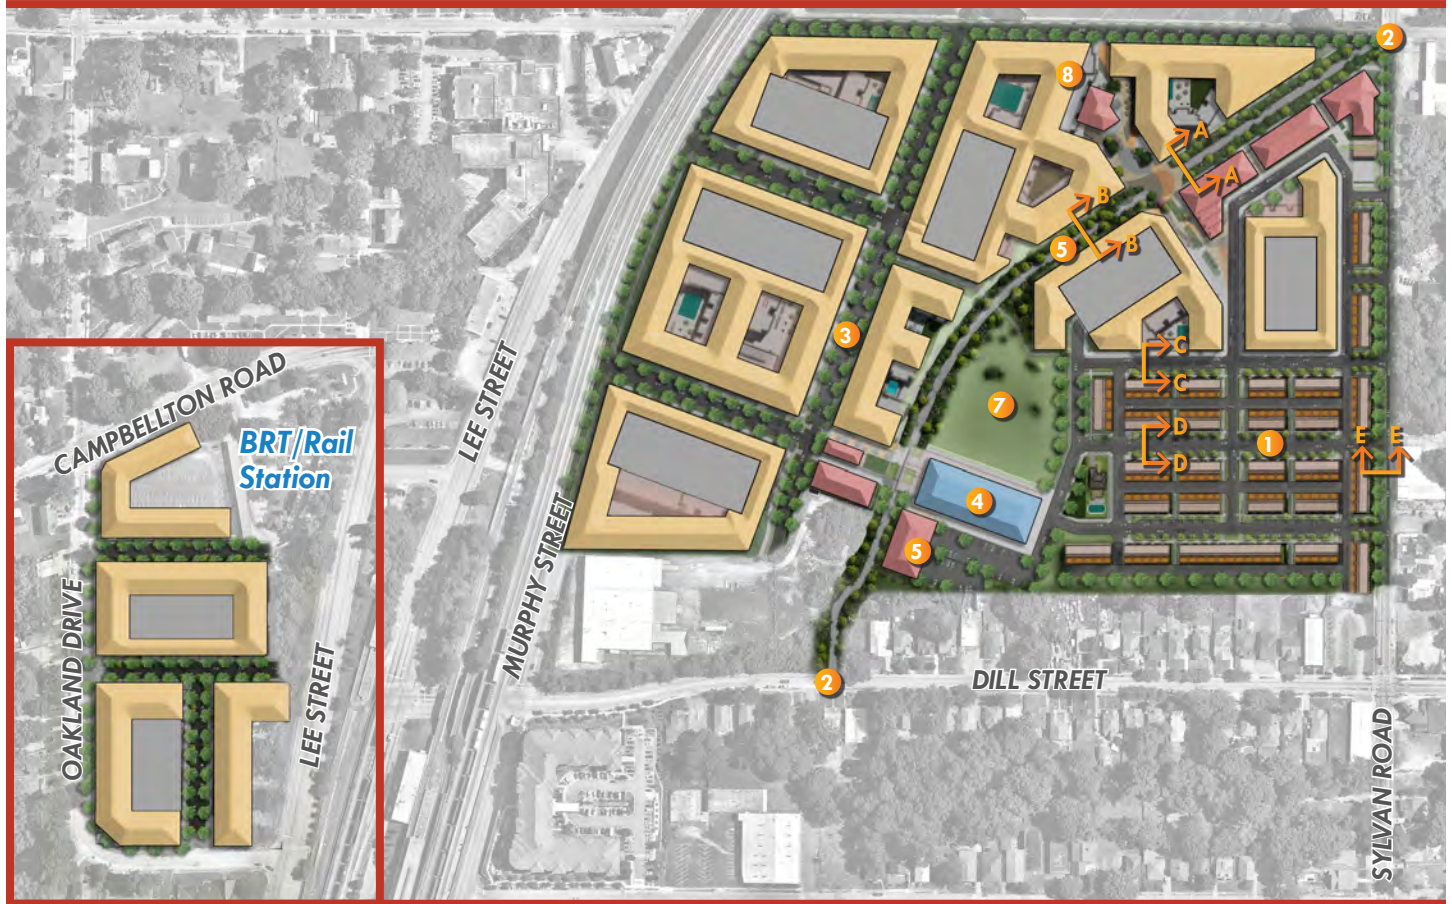 2
8
A
A
B
B
5
3
C
C
7
D
D
1
E
E
4
5
2
LEE STREET
MURPHY STREET
DILL STREET
SYLVAN ROAD
CAMPBELLTON ROAD
BRT/Rail
Station
OAKLAND DRIVE
LEE STREET